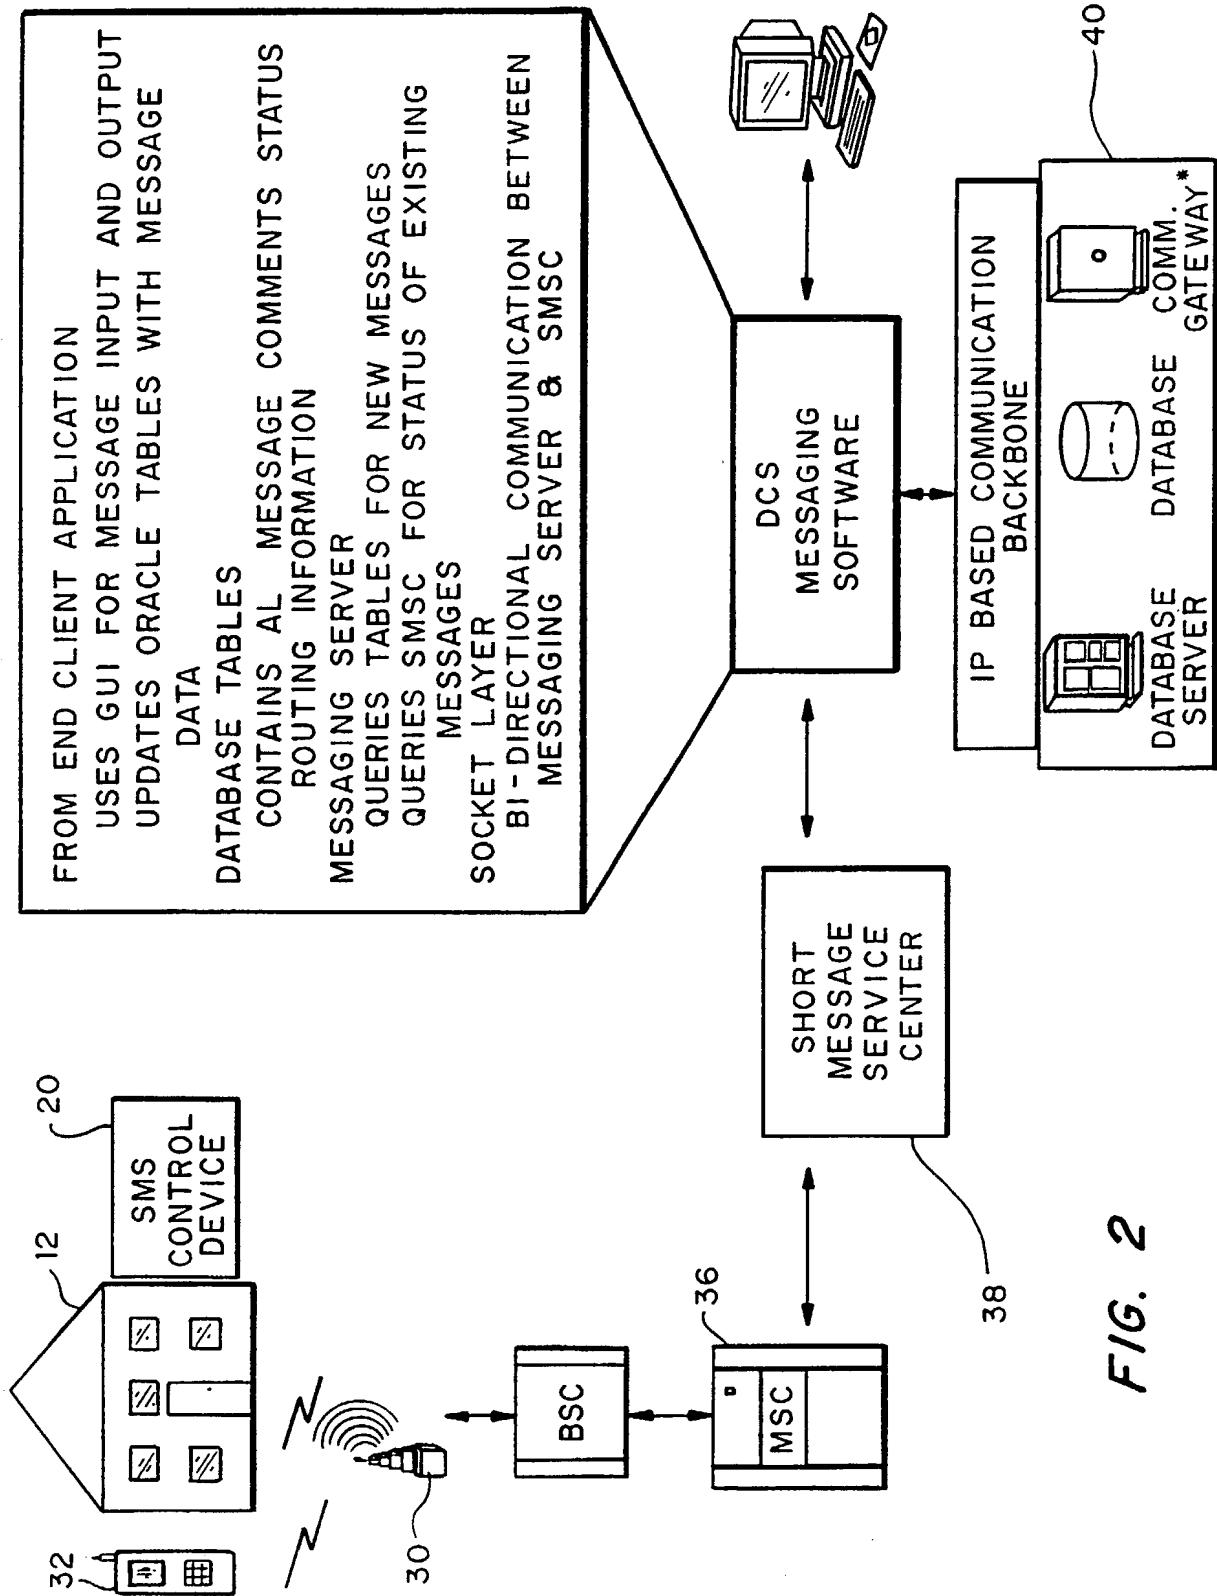 FROM END CLIENT APPLICATION
USES GUI FOR MESSAGE INPUT AND OUTPUT
UPDATES ORACLE TABLES WITH MESSAGE
DATA
DATABASE TABLES
CONTAINS AL MESSAGE COMMENTS STATUS
ROUTING INFORMATION
MESSAGING SERVER
QUERIES TABLES FOR NEW MESSAGES
QUERIES SMSC FOR STATUS OF EXISTING
MESSAGES
SOCKET LAYER
BI-DIRECTIONAL COMMUNICATION BETWEEN
MESSAGING SERVER & SMSC
32
12
20
SMS
CONTROL
DEVICE
30
BSC
36
MSC
SHORT
MESSAGE
SERVICE
CENTER
38
DCS
MESSAGING
SOFTWARE
IP BASED COMMUNICATION
BACKBONE
40
DATABASE
SERVER
DATABASE
COMM.
GATEWAY*
FIG. 2